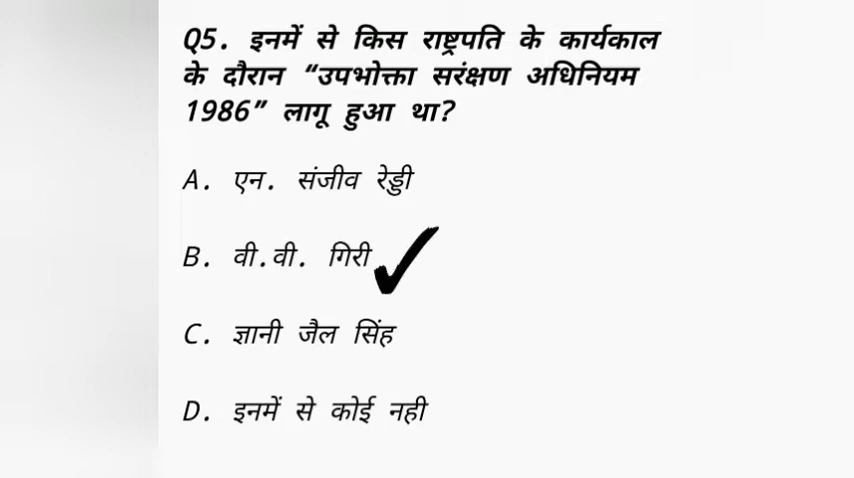 Q5. इनमें से किस राष्ट्रपति के कार्यकाल
के दौरान “उपभोक्ता सरंक्षण अधिनियम
1986” लागू हुआ था?
A. एन. संजीव रेड्डी
B. वी.वी. गिरी
C. ज्ञानी जैल सिंह
D. इनमें से कोई नही